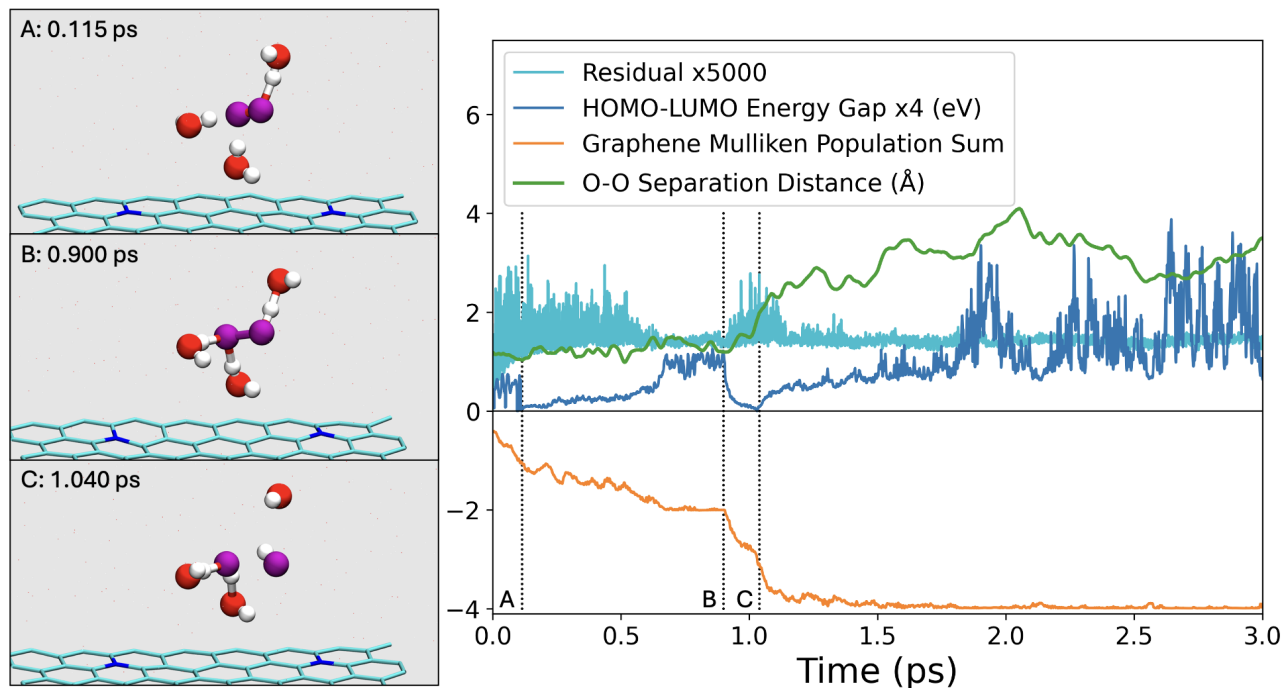 A: 0.115 ps
B: 0.900 ps
C: 1.040 ps
Residual x5000
HOMO-LUMO Energy Gap x4 (eV)
Graphene Mulliken Population Sum
O-O Separation Distance (Å)
6
4
2
0
−2
−4
A
B
C
0.0 0.5 1.0 1.5 2.0 2.5 3.0
Time (ps)